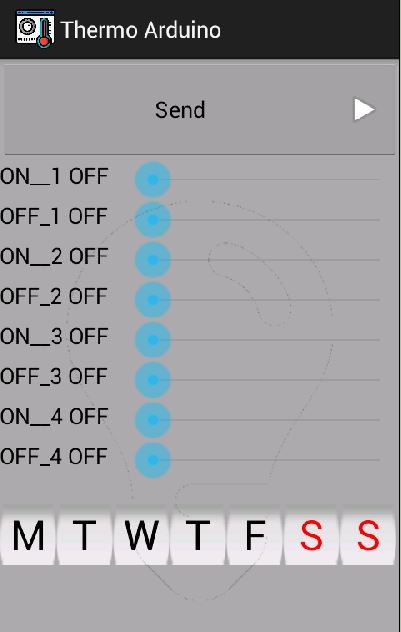 Thermo Arduino
Send
ON__1 OFF
OFF_1 OFF
ON__2 OFF
OFF_2 OFF
ON__3 OFF
OFF_3 OFF
ON__4 OFF
OFF_4 OFF
M T W T F S S